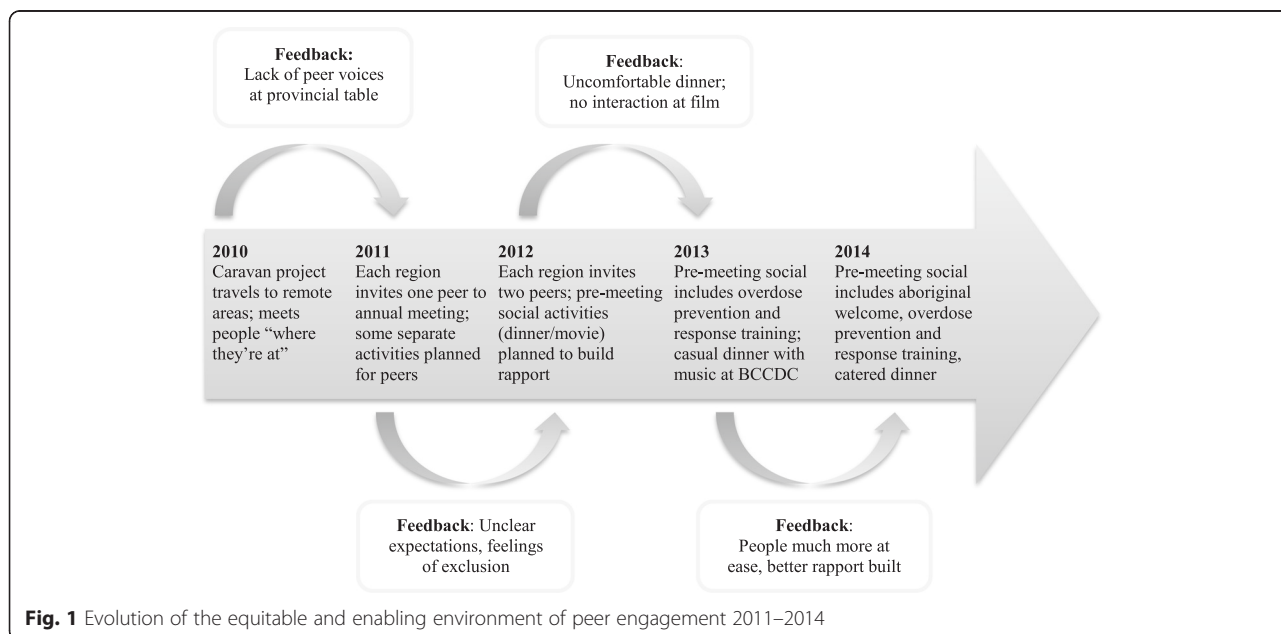 Feedback:
Lack of peer voices
at provincial table
Feedback:
Uncomfortable dinner;
no interaction at film
2010
Caravan project
travels to remote
areas; meets
people “where
they’re at”
2011
Each region
invites one peer to
annual meeting;
some separate
activities planned
for peers
2012
Each region invites
two peers; pre-meeting
social activities
(dinner/movie)
planned to build
rapport
2013
Pre-meeting social
includes overdose
prevention and
response training;
casual dinner with
music at BCCDC
2014
Pre-meeting social
includes aboriginal
welcome, overdose
prevention and
response training,
catered dinner
Feedback: Unclear
expectations, feelings
of exclusion
Feedback:
People much more at
ease, better rapport built
Fig. 1 Evolution of the equitable and enabling environment of peer engagement 2011–2014